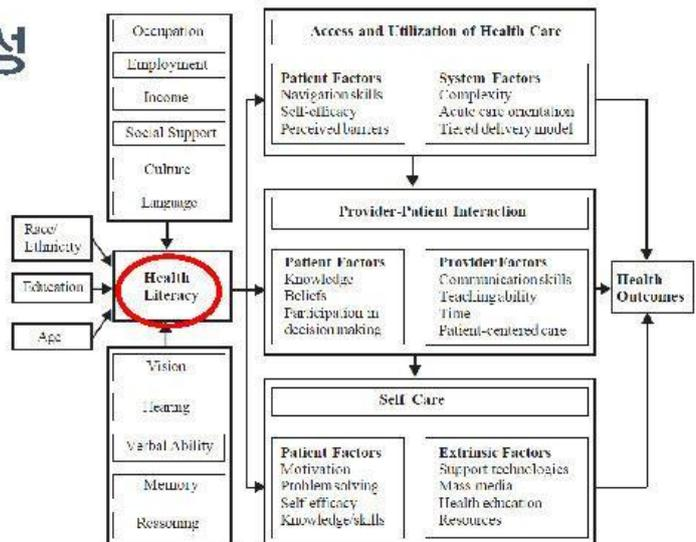 성
Occupation
Employment
Income
Social Support
Culture
Language
Race/
Ethnicity
Education
Age
Health
Literacy
Vision
Hearing
Verbal Ability
Memory
Reasoning
Access and Utilization of Health Care
Patient Factors
Navigation skills
Self-efficacy
Perceived barriers
System Factors
Complexity
Acute care orientation
Tiered delivery model
Provider-Patient Interaction
Patient Factors
Knowledge
Beliefs
Participation in
decision making
Provider Factors
Communication skills
Teaching ability
Time
Patient-centered care
Self Care
Patient Factors
Motivation
Problem solving
Self efficacy
Knowledge/skills
Extrinsic Factors
Support technologies
Mass media
Health education
Resources
Health
Outcomes